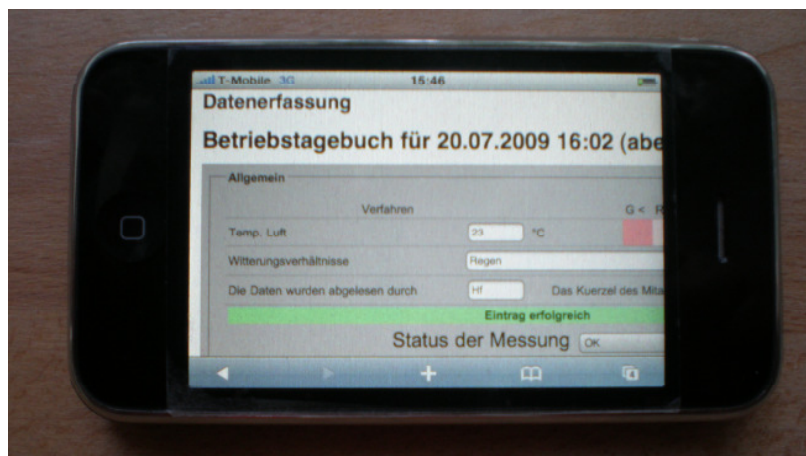 T-Mobile 3G 15:46
Datenerfassung
Betriebstagebuch für 20.07.2009 16:02 (abe
Allgemein
Verfahren G < R
Temp. Luft 23 °C
Witterungsverhältnisse Regen
Die Daten wurden abgelesen durch Hf Das Kuerzel des Mita
Eintrag erfolgreich
Status der Messung OK